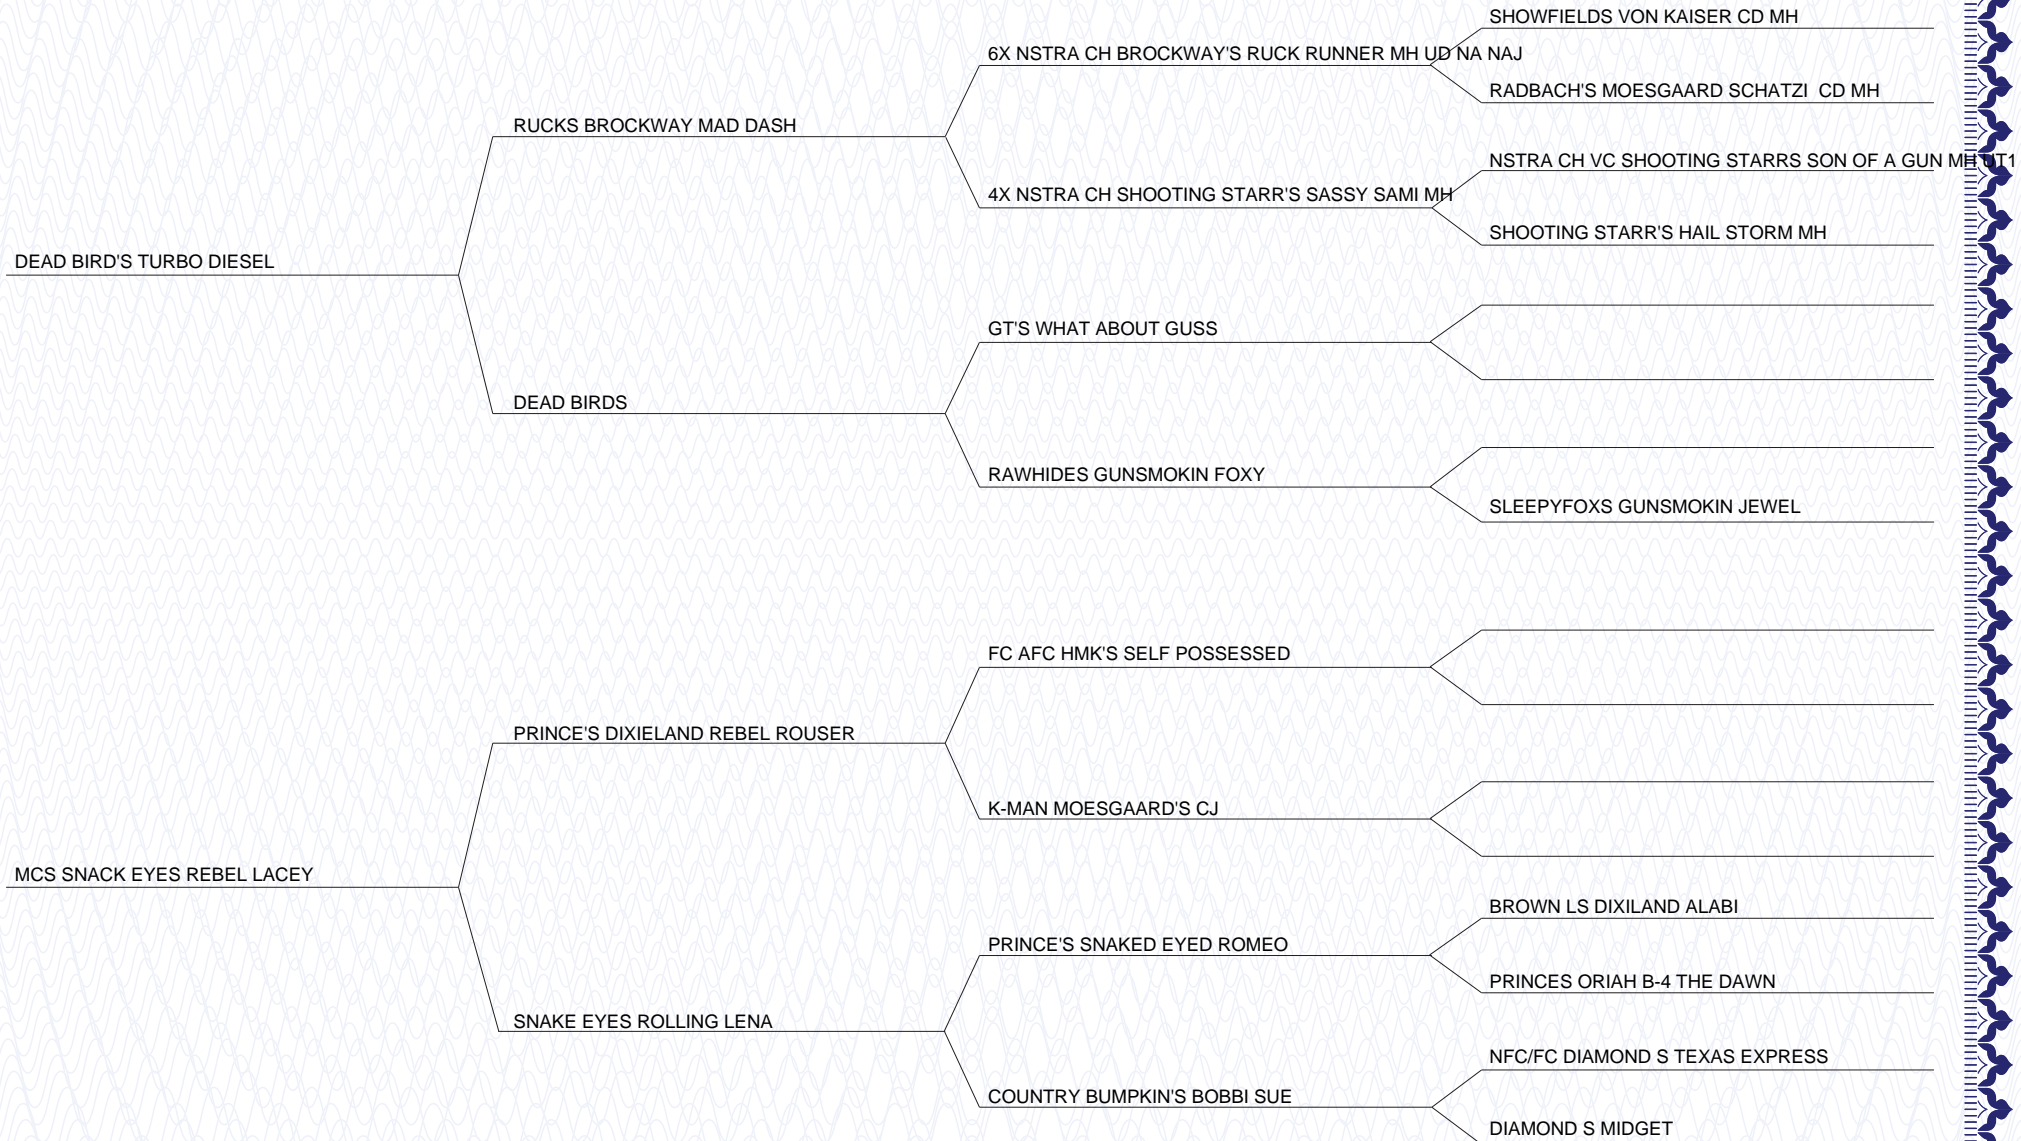 SHOWFIELDS VON KAISER CD MH
6X NSTRA CH BROCKWAY'S RUCK RUNNER MH UD NA NAJ
RADBACH'S MOESGAARD SCHATZI  CD MH
RUCKS BROCKWAY MAD DASH
NSTRA CH VC SHOOTING STARRS SON OF A GUN MH UT1
4X NSTRA CH SHOOTING STARR'S SASSY SAMI MH
SHOOTING STARR'S HAIL STORM MH
DEAD BIRD'S TURBO DIESEL
GT'S WHAT ABOUT GUSS
DEAD BIRDS
RAWHIDES GUNSMOKIN FOXY
SLEEPYFOXS GUNSMOKIN JEWEL
FC AFC HMK'S SELF POSSESSED
PRINCE'S DIXIELAND REBEL ROUSER
K-MAN MOESGAARD'S CJ
MCS SNACK EYES REBEL LACEY
BROWN LS DIXILAND ALABI
PRINCE'S SNAKED EYED ROMEO
PRINCES ORIAH B-4 THE DAWN
SNAKE EYES ROLLING LENA
NFC/FC DIAMOND S TEXAS EXPRESS
COUNTRY BUMPKIN'S BOBBI SUE
DIAMOND S MIDGET